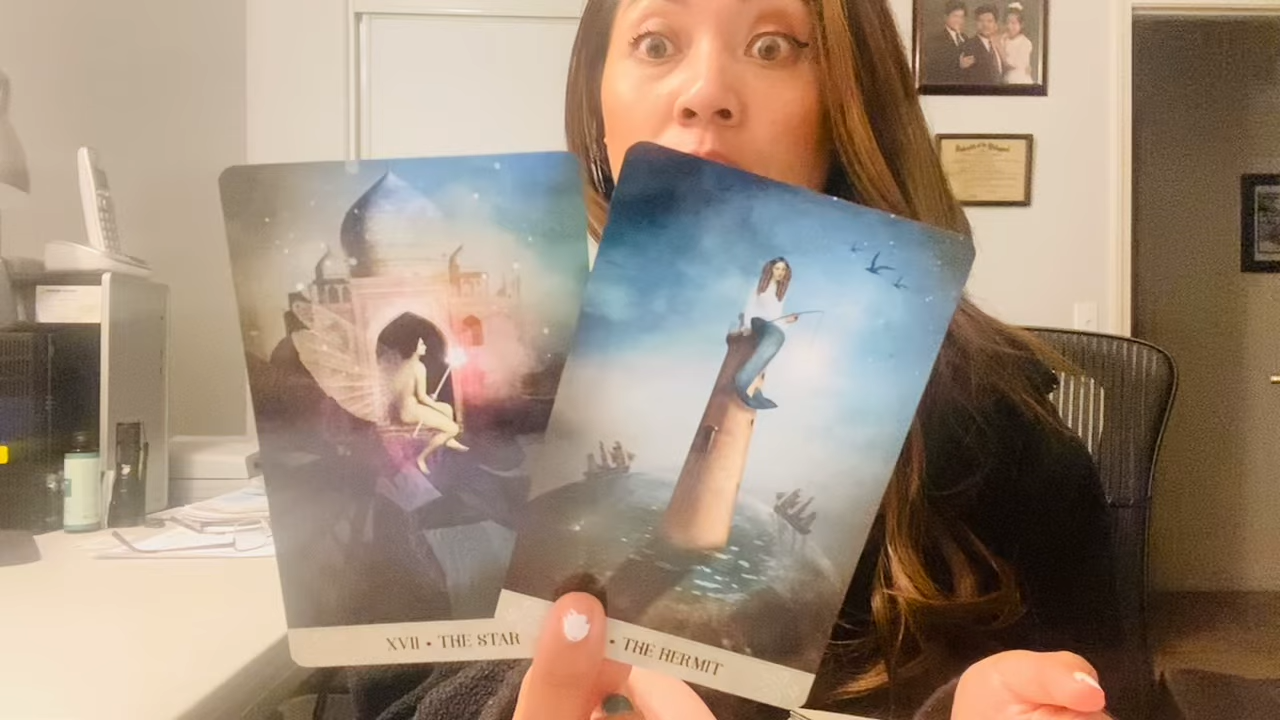 XVII • THE STAR
• THE HERMIT